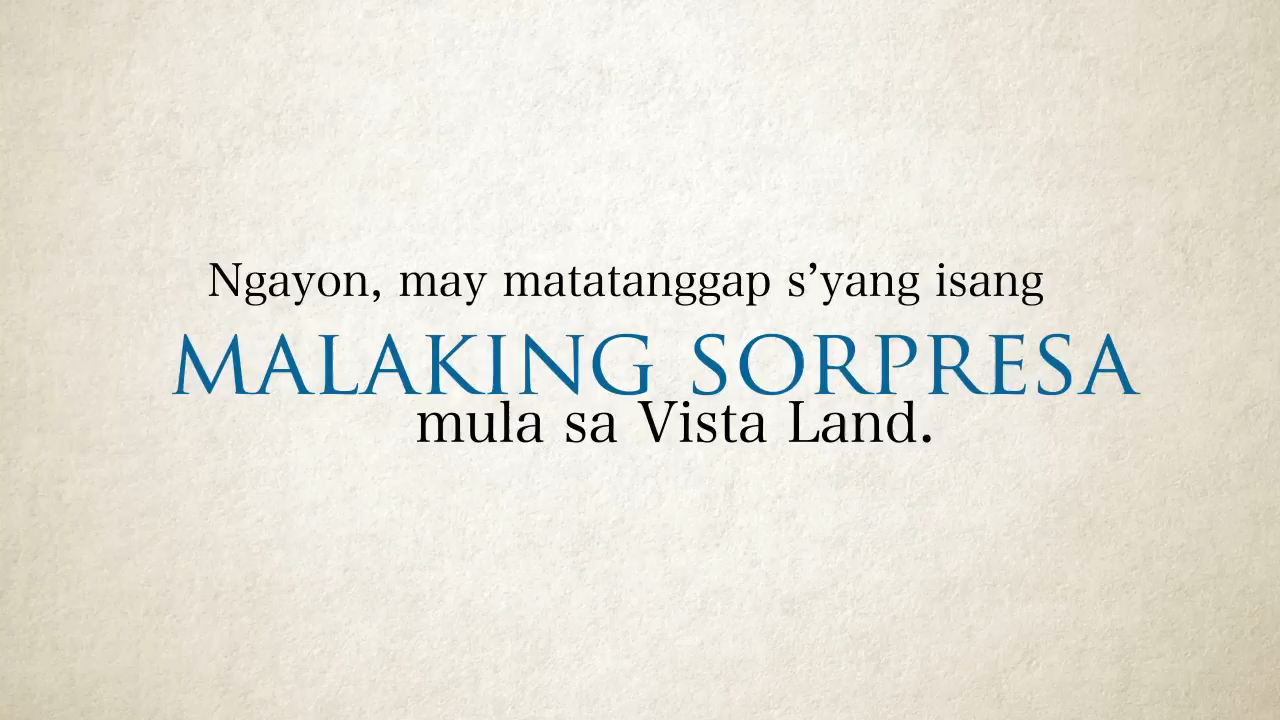 Ngayon, may matatanggap s’yang isang
MALAKING SORPRESA
mula sa Vista Land.